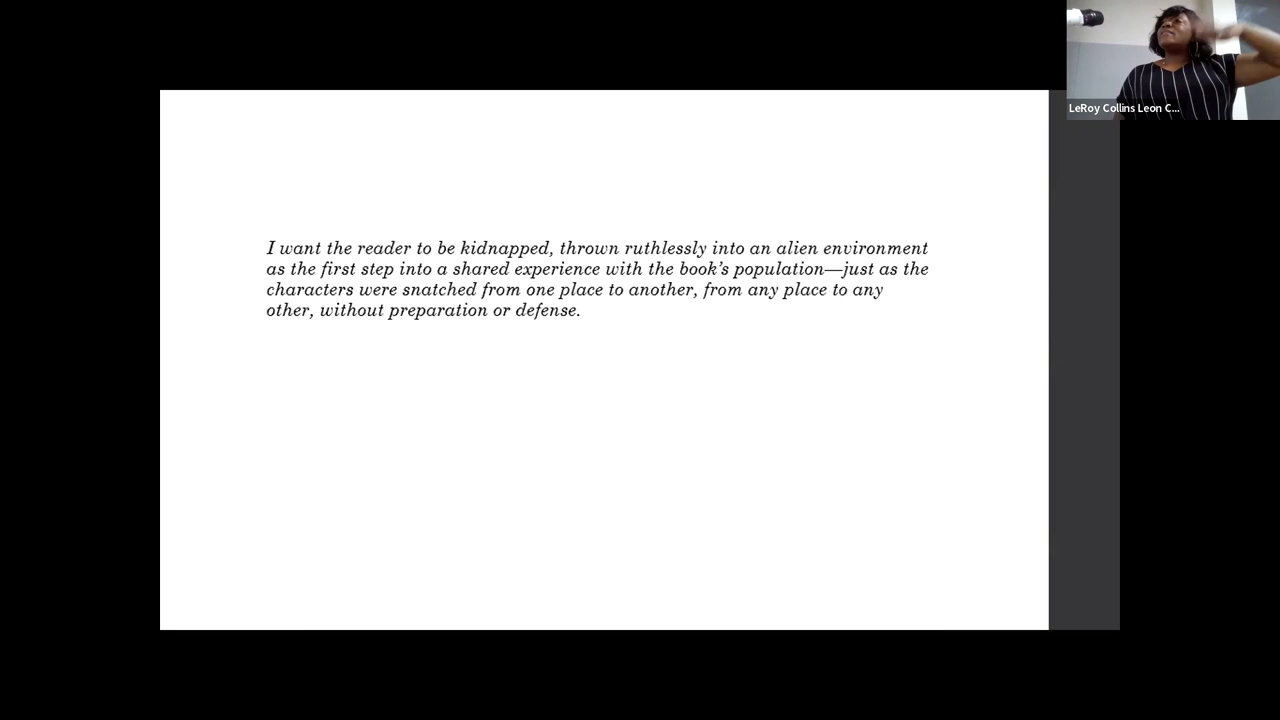 LeRoy Collins Leon C...
I want the reader to be kidnapped, thrown ruthlessly into an alien environment
as the first step into a shared experience with the book’s population—just as the
characters were snatched from one place to another, from any place to any
other, without preparation or defense.